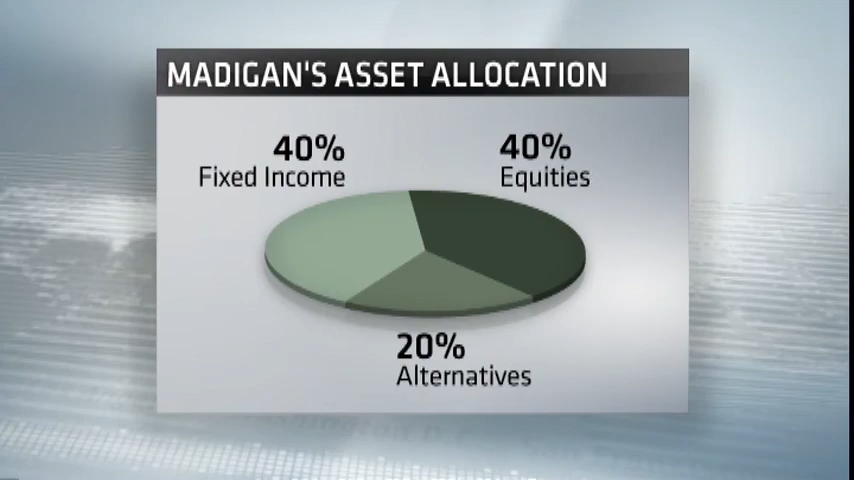 MADIGAN'S ASSET ALLOCATION
40%
Fixed Income
40%
Equities
20%
Alternatives